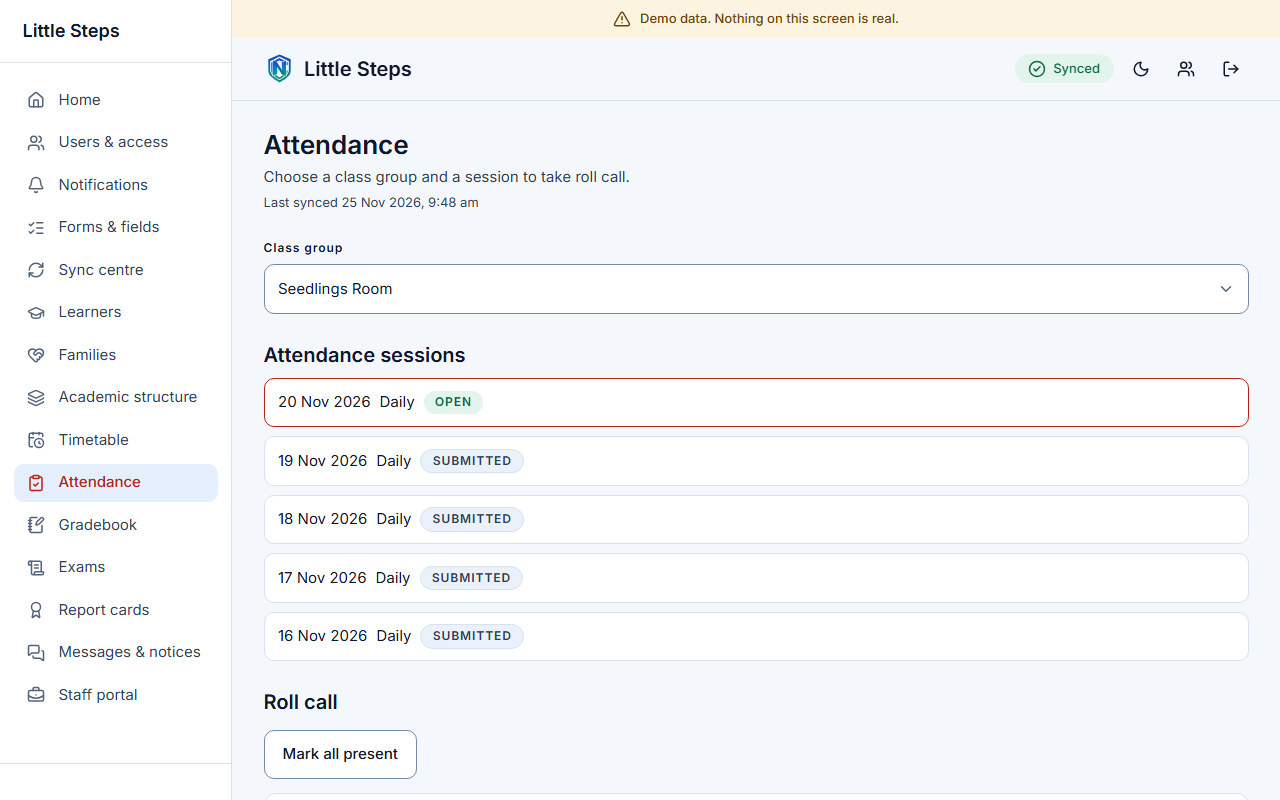 Little Steps
Home
Users & access
Notifications
Forms & fields
Sync centre
Learners
Families
Academic structure
Timetable
Attendance
Gradebook
Exams
Report cards
Messages & notices
Staff portal
Demo data. Nothing on this screen is real.
Little Steps
Synced
Attendance
Choose a class group and a session to take roll call.
Last synced 25 Nov 2026, 9:48 am
Class group
Seedlings Room
Attendance sessions
20 Nov 2026 Daily OPEN
19 Nov 2026 Daily SUBMITTED
18 Nov 2026 Daily SUBMITTED
17 Nov 2026 Daily SUBMITTED
16 Nov 2026 Daily SUBMITTED
Roll call
Mark all present